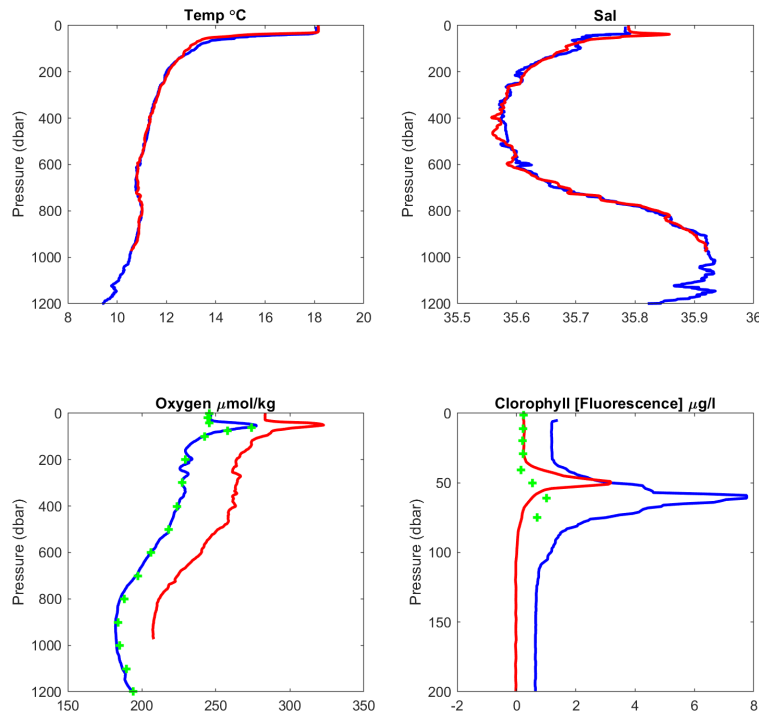 Temp °C
Pressure (dbar)
0
200
400
600
800
1000
1200
8 10 12 14 16 18 20
Sal
Pressure (dbar)
0
200
400
600
800
1000
1200
35.5 35.6 35.7 35.8 35.9 36
Oxygen μmol/kg
Pressure (dbar)
0
200
400
600
800
1000
1200
150 200 250 300 350
Clorophyll [Fluorescence] μg/l
Pressure (dbar)
0
50
100
150
200
-2 0 2 4 6 8